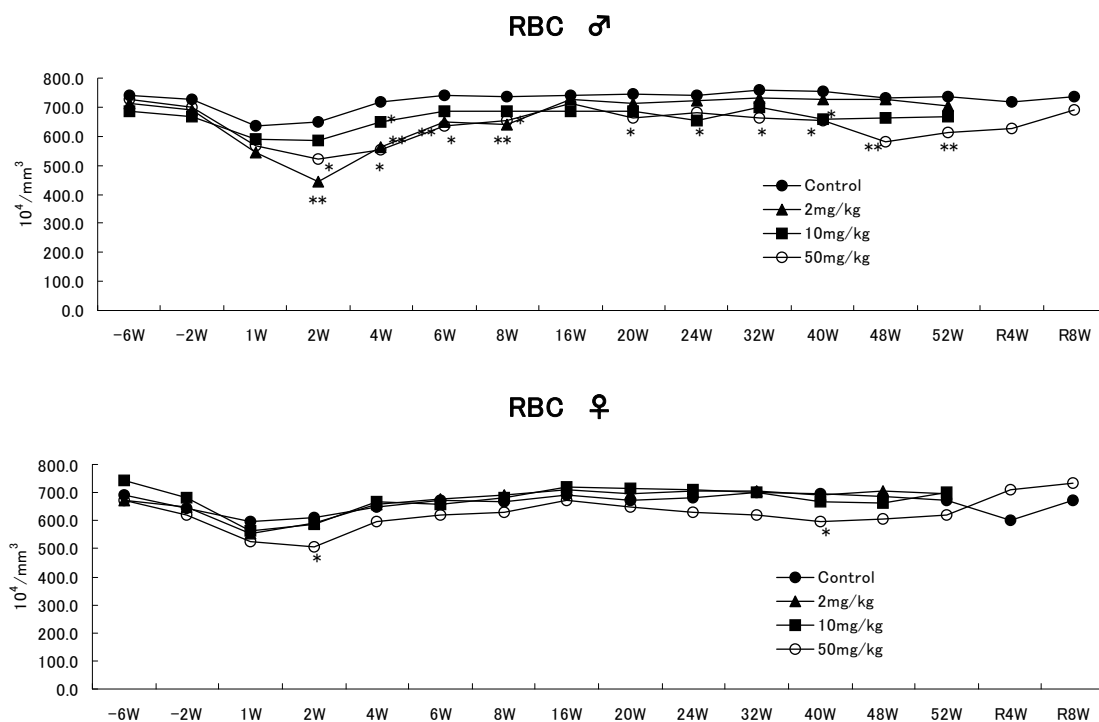 RBC ♂
800.0
700.0
600.0
500.0
400.0
300.0
200.0
100.0
0.0
10⁴/mm³
* ** * * ** * ** * ** * * * * * * ** **
Control
2mg/kg
10mg/kg
50mg/kg
-6W -2W 1W 2W 4W 6W 8W 16W 20W 24W 32W 40W 48W 52W R4W R8W
RBC ♀
800.0
700.0
600.0
500.0
400.0
300.0
200.0
100.0
0.0
10⁴/mm³
* *
Control
2mg/kg
10mg/kg
50mg/kg
-6W -2W 1W 2W 4W 6W 8W 16W 20W 24W 32W 40W 48W 52W R4W R8W